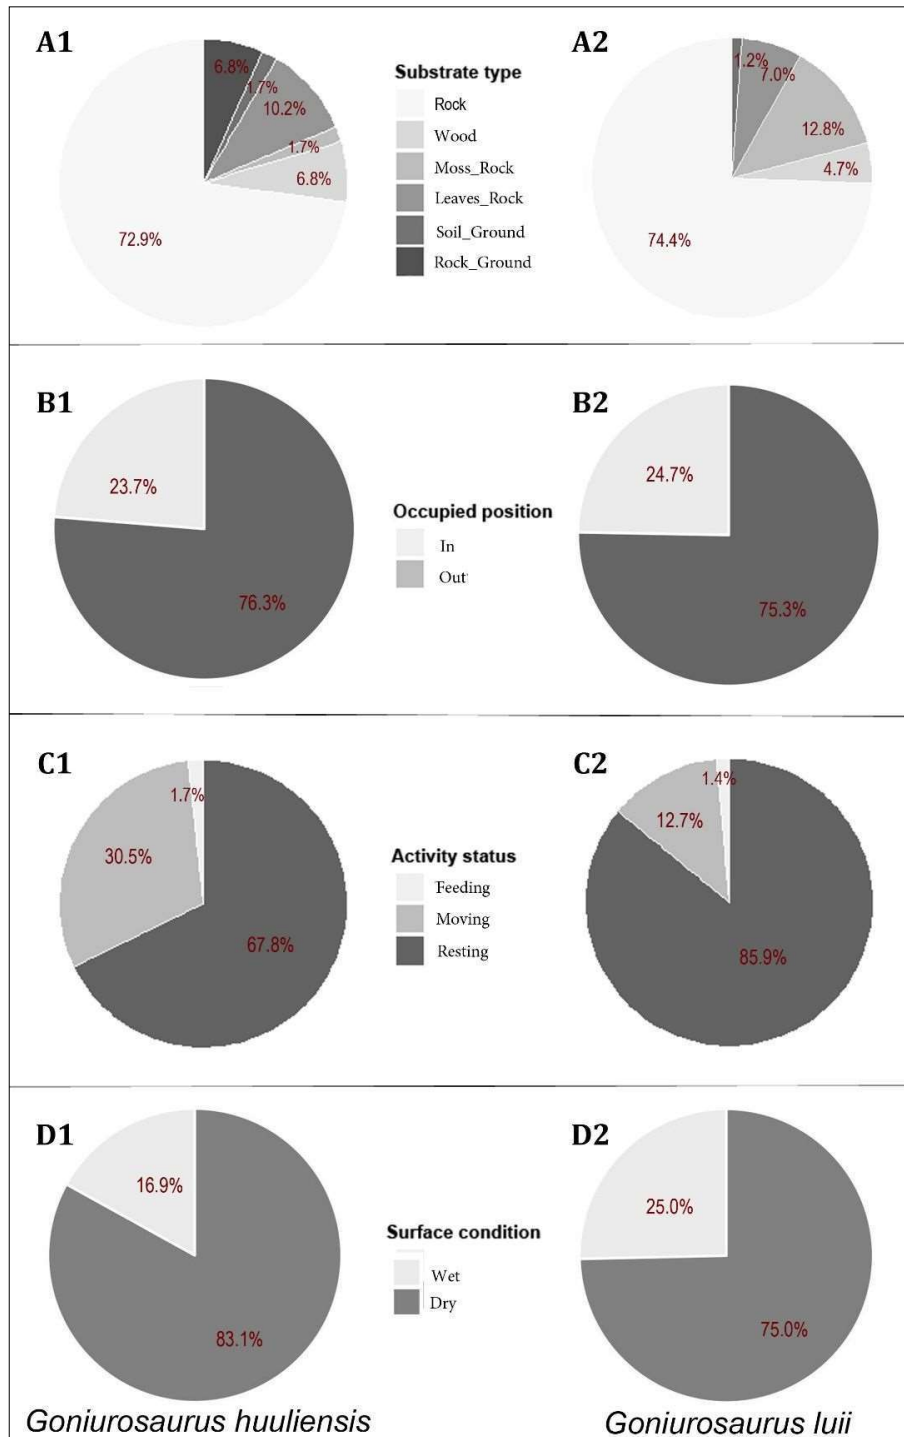 A1
A2
6.8%
1.7%
10.2%
1.7%
6.8%
72.9%
Substrate type
Rock
Wood
Moss_Rock
Leaves_Rock
Soil_Ground
Rock_Ground
1.2%
7.0%
12.8%
4.7%
74.4%
B1
B2
23.7%
76.3%
Occupied position
In
Out
24.7%
75.3%
C1
C2
1.7%
30.5%
67.8%
Activity status
Feeding
Moving
Resting
1.4%
12.7%
85.9%
D1
D2
16.9%
83.1%
Surface condition
Wet
Dry
25.0%
75.0%
Goniurosaurus huuliensis
Goniurosaurus luii